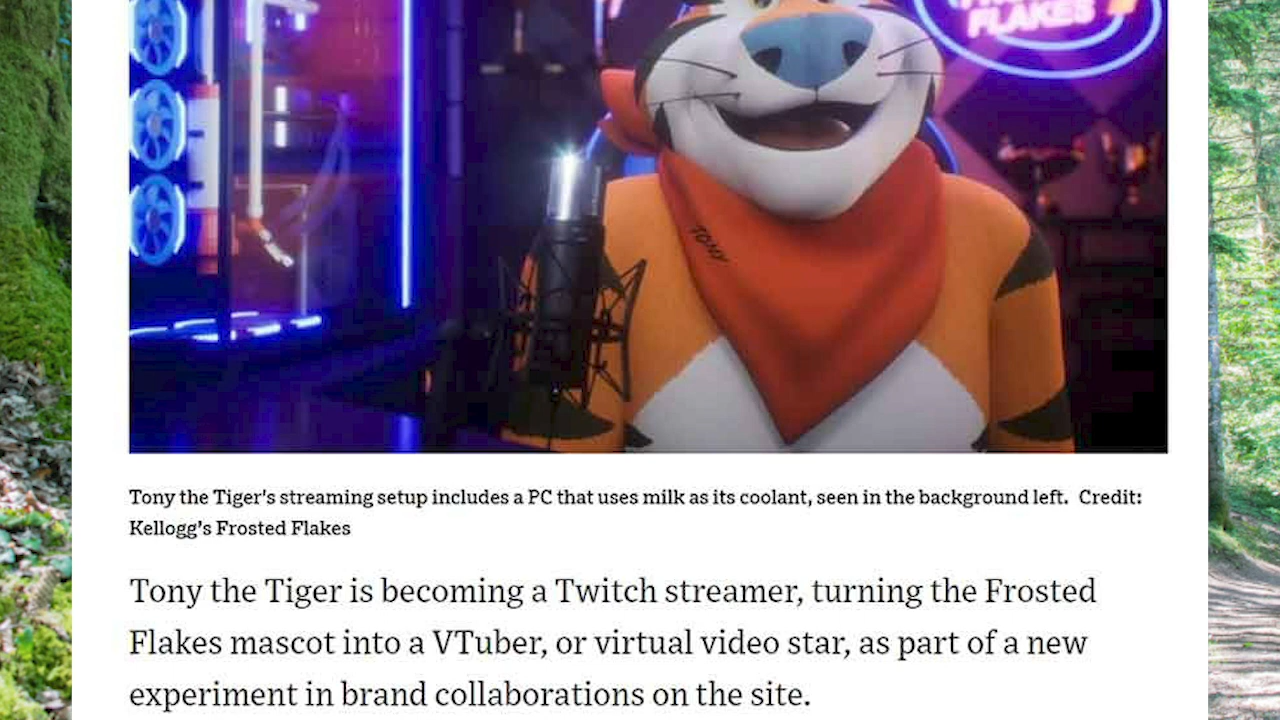 FLAKES
TONY
Tony the Tiger's streaming setup includes a PC that uses milk as its coolant, seen in the background left. Credit:
Kellogg's Frosted Flakes
Tony the Tiger is becoming a Twitch streamer, turning the Frosted
Flakes mascot into a VTuber, or virtual video star, as part of a new
experiment in brand collaborations on the site.